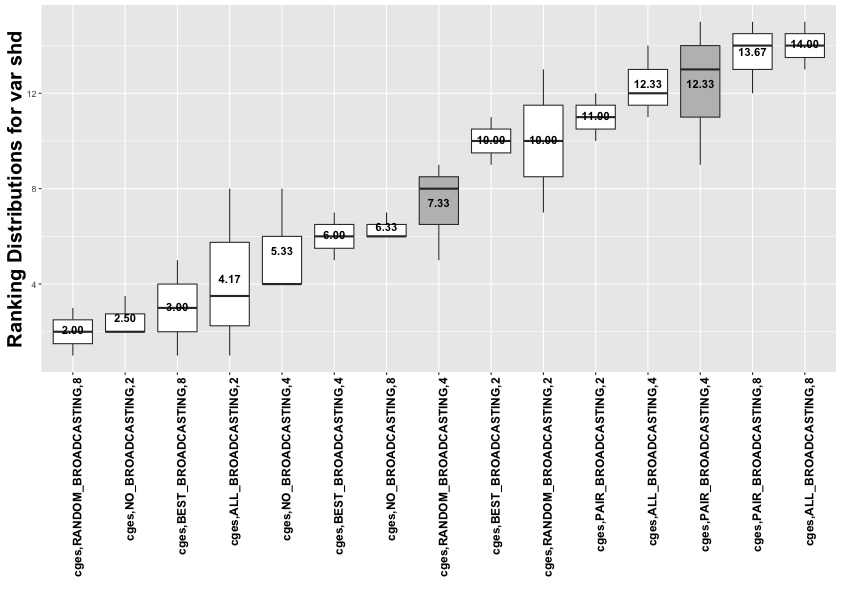 Ranking Distributions for var shd
12
8
4
2.00
2.50
3.00
4.17
5.33
6.00
6.33
7.33
10.00
10.00
11.00
12.33
12.33
13.67
14.00
cges,RANDOM_BROADCASTING,8
cges,NO_BROADCASTING,2
cges,BEST_BROADCASTING,8
cges,ALL_BROADCASTING,2
cges,NO_BROADCASTING,4
cges,BEST_BROADCASTING,4
cges,NO_BROADCASTING,8
cges,RANDOM_BROADCASTING,4
cges,BEST_BROADCASTING,2
cges,RANDOM_BROADCASTING,2
cges,PAIR_BROADCASTING,2
cges,ALL_BROADCASTING,4
cges,PAIR_BROADCASTING,4
cges,PAIR_BROADCASTING,8
cges,ALL_BROADCASTING,8